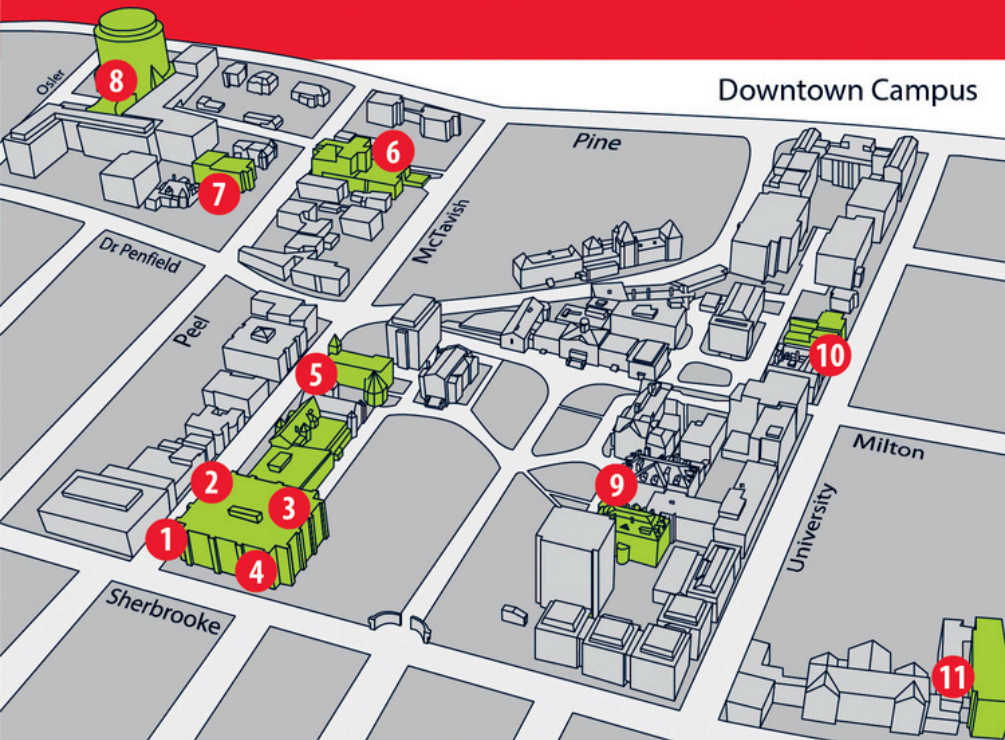 Downtown Campus
Osler
8
Pine
6
7
McTavish
Dr Penfield
Peel
10
5
Milton
2
9
3
1
University
4
Sherbrooke
11